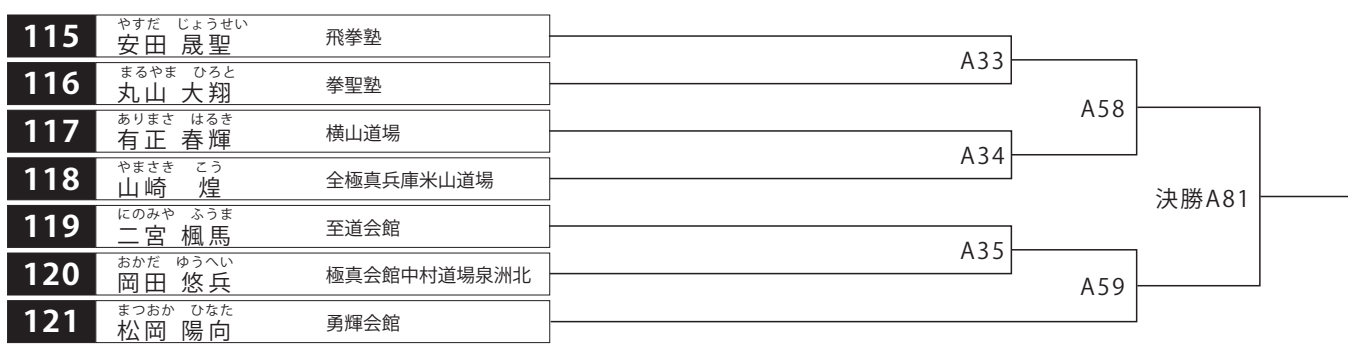 やすだ じょうせい
115 安田 晟聖 飛拳塾
まるやま ひろと
116 丸山 大翔 拳聖塾
ありまさ はるき
117 有正 春輝 横山道場
やまさき こう
118 山崎 煌 全極真兵庫米山道場
にのみや ふうま
119 二宮 楓馬 至道会館
おかだ ゆうへい
120 岡田 悠兵 極真会館中村道場泉洲北
まつおか ひなた
121 松岡 陽向 勇輝会館
A33
A34
A35
A58
A59
決勝A81